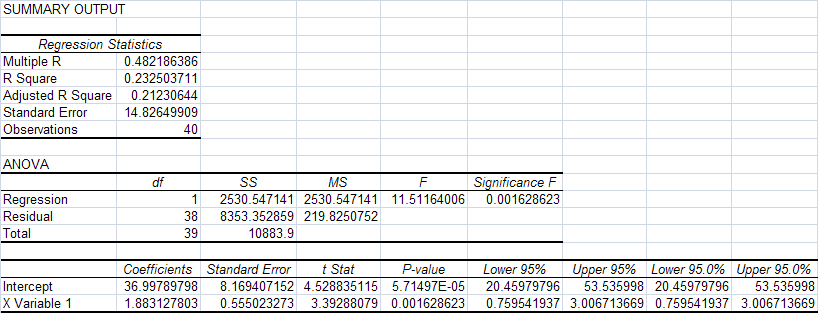 SUMMARY OUTPUT
Regression Statistics
Multiple R 0.482186386
R Square 0.232503711
Adjusted R Square 0.21230644
Standard Error 14.82649909
Observations 40
ANOVA
df SS MS F Significance F
Regression 1 2530.547141 2530.547141 11.51164006 0.001628623
Residual 38 8353.352859 219.8250752
Total 39 10883.9
Coefficients Standard Error t Stat P-value Lower 95% Upper 95% Lower 95.0% Upper 95.0%
Intercept 36.99789798 8.169407152 4.528835115 5.71497E-05 20.45979796 53.535998 20.45979796 53.535998
X Variable 1 1.883127803 0.555023273 3.39288079 0.001628623 0.759541937 3.006713669 0.759541937 3.006713669